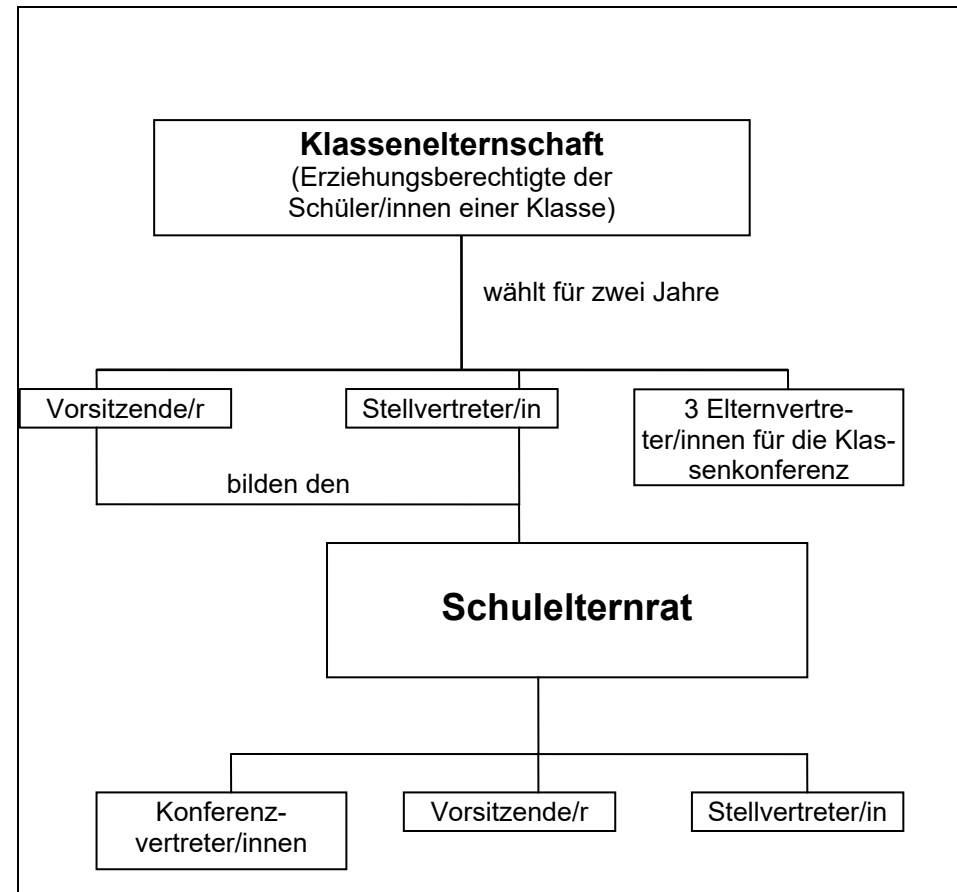 Klassenelternschaft
(Erziehungsberechtigte der
Schüler/innen einer Klasse)
wählt für zwei Jahre
Vorsitzende/r
Stellvertreter/in
3 Elternvertre-
ter/innen für die Klas-
senkonferenz
bilden den
Schulelternrat
Konferenz-
vertreter/innen
Vorsitzende/r
Stellvertreter/in